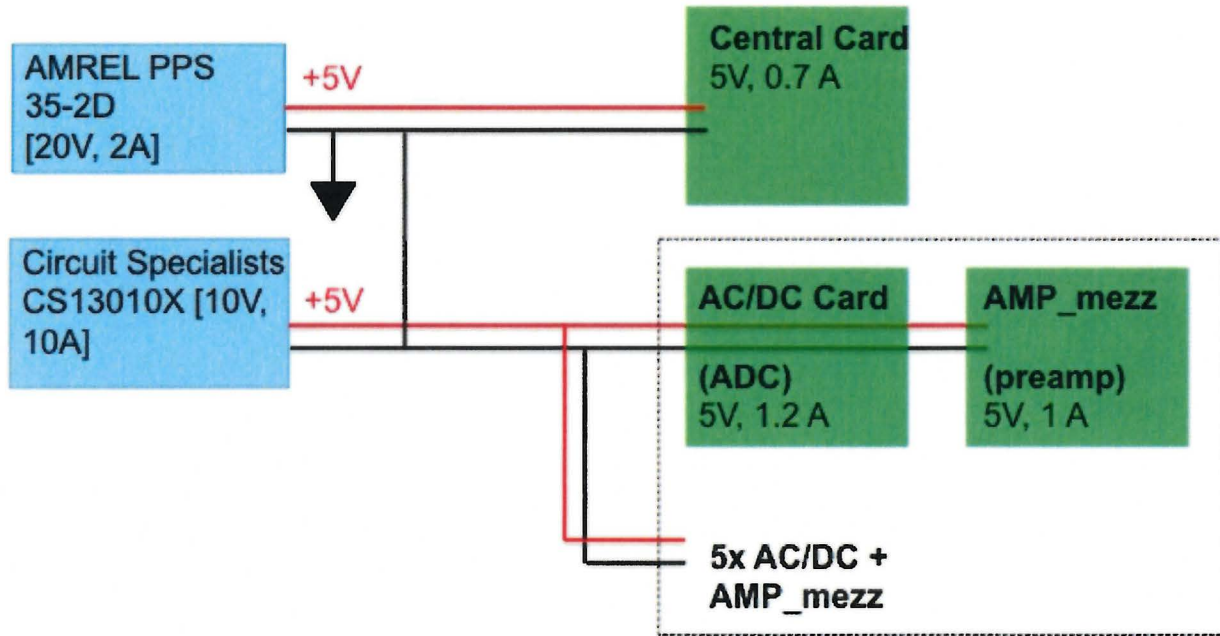 AMREL PPS
35-2D
[20V, 2A]
+5V
Central Card
5V, 0.7 A
Circuit Specialists
CS13010X [10V,
10A]
+5V
AC/DC Card
(ADC)
5V, 1.2 A
AMP_mezz
(preamp)
5V, 1 A
5x AC/DC +
AMP_mezz